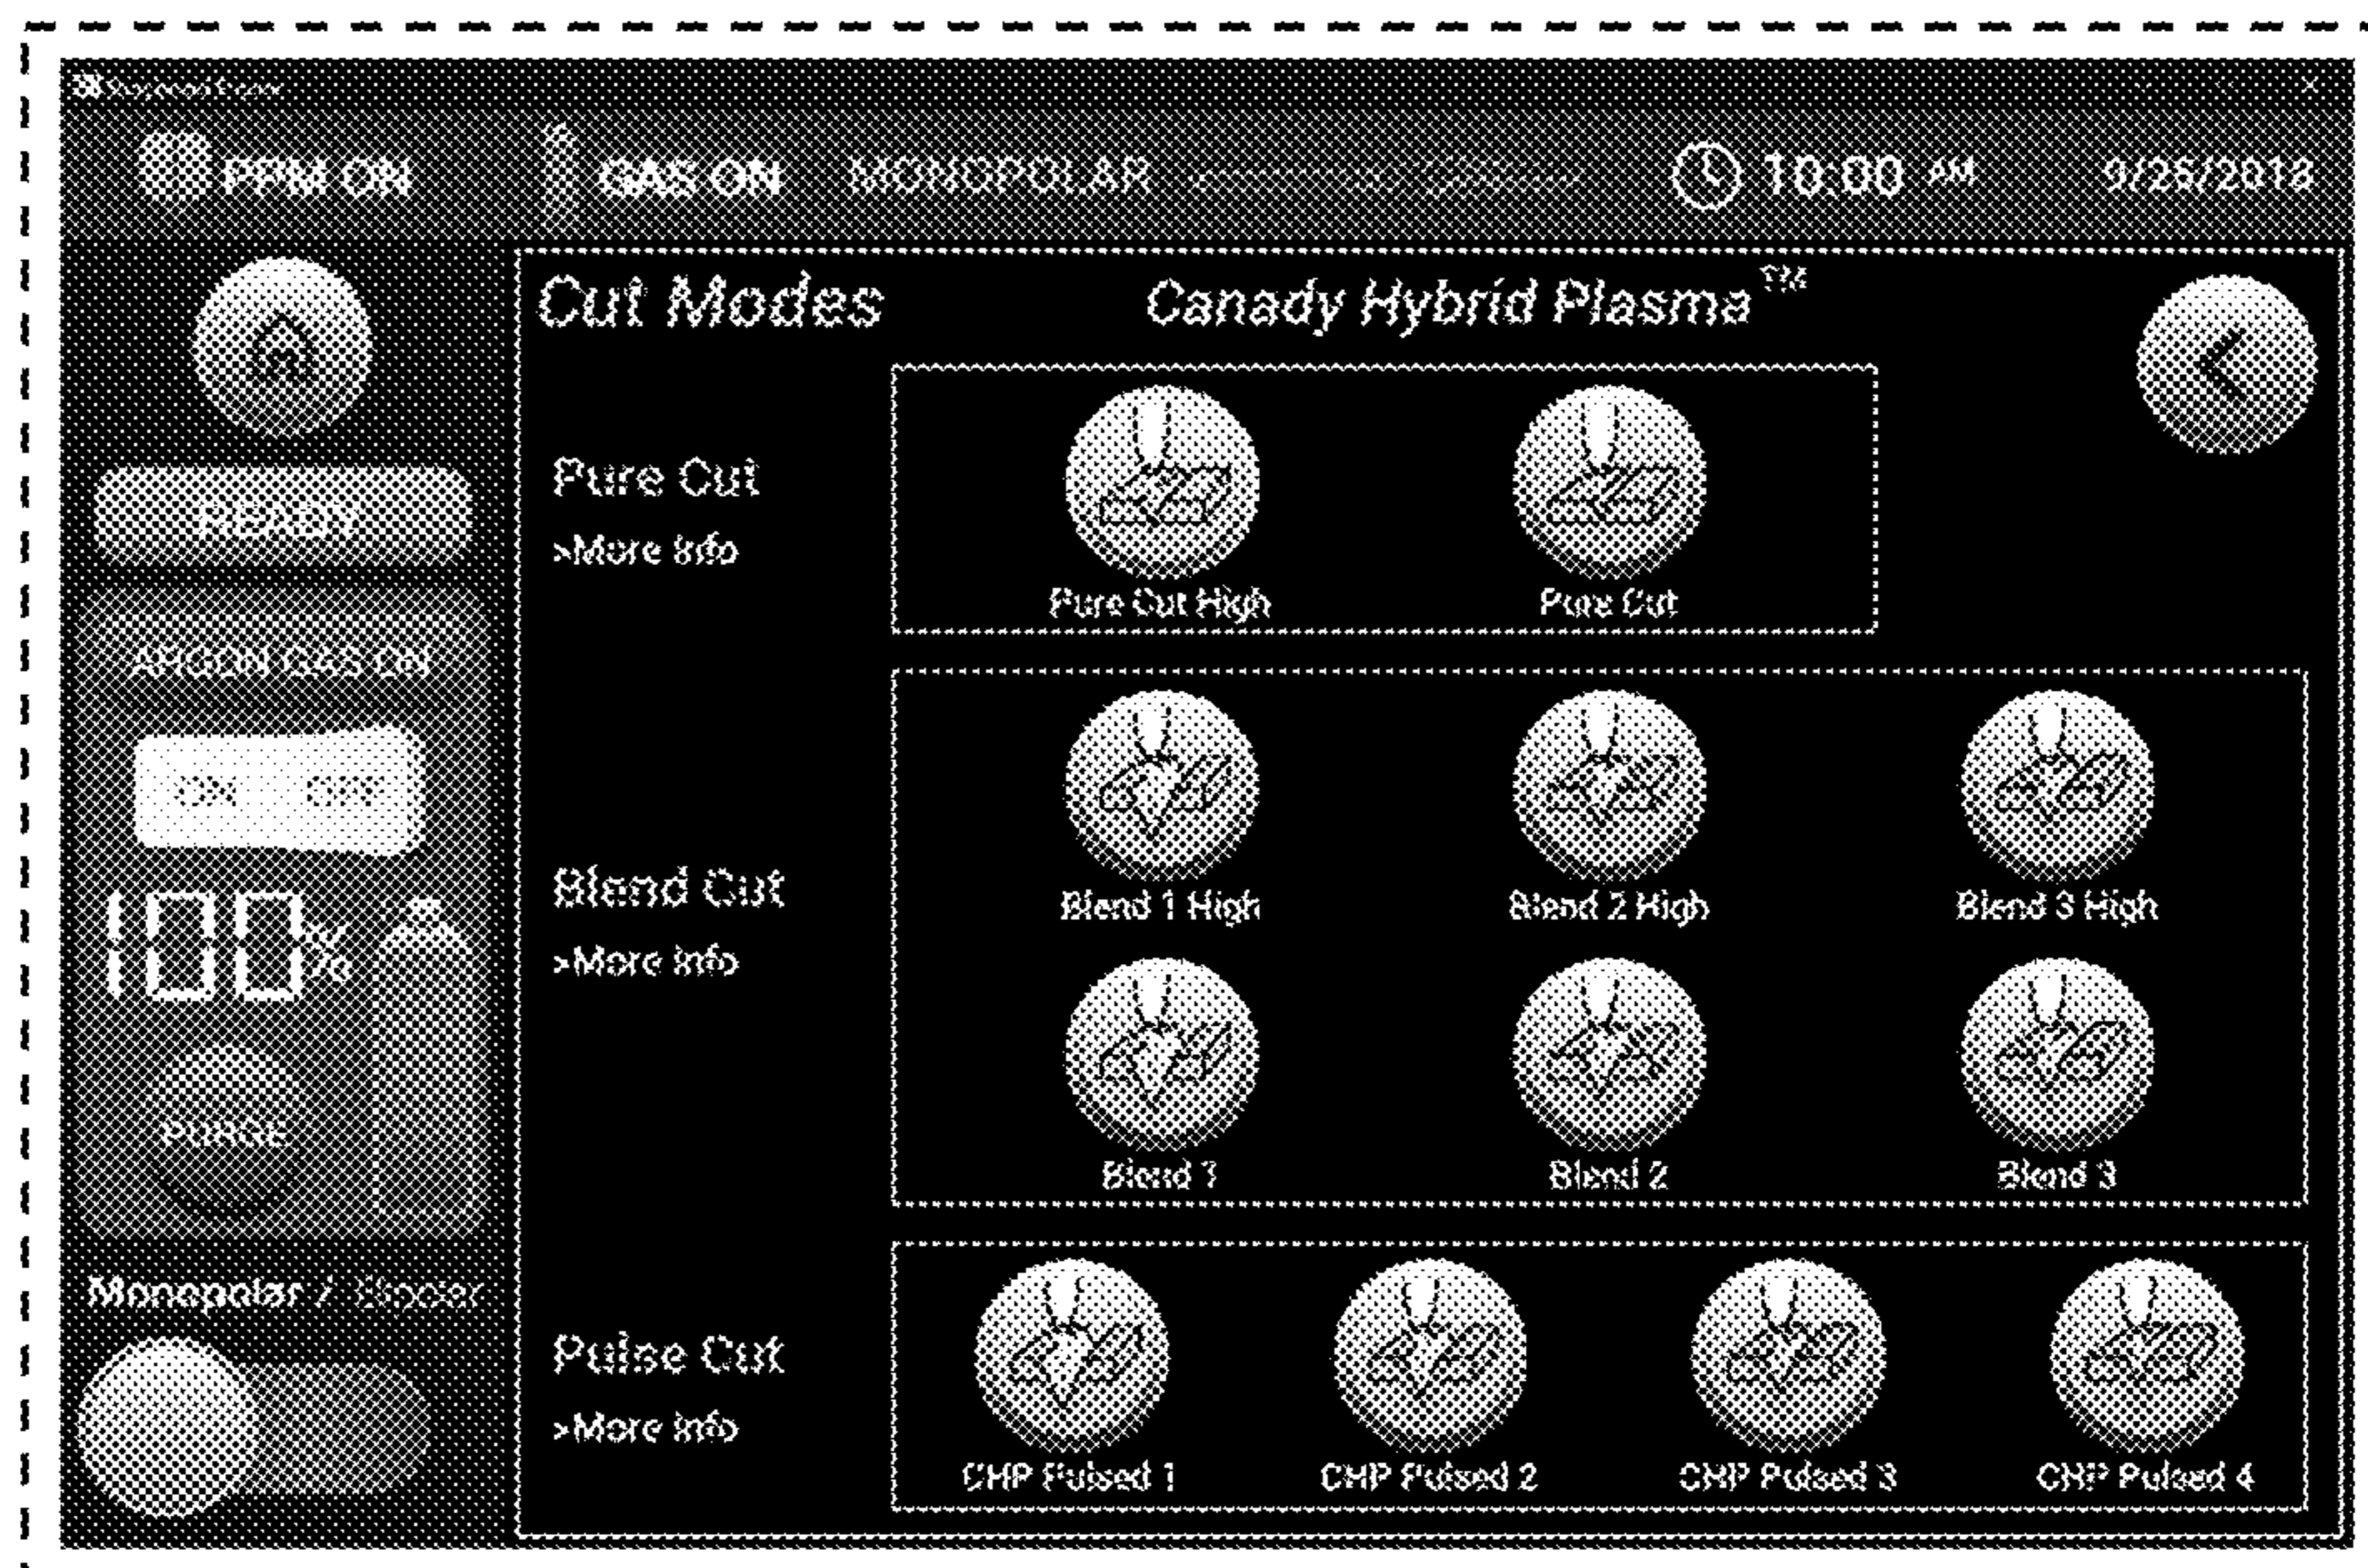 PPM ON GAS ON MONOPOLAR 10:00 AM 9/25/2018
Cut Modes Canady Hybrid Plasma™
READY
Pure Cut
>More Info
Pure Cut High Pure Cut
ARGON GAS ON
ON OFF
100%
PURGE
Blend Cut
>More Info
Blend 1 High Blend 2 High Blend 3 High
Blend 1 Blend 2 Blend 3
Monopolar / Bipolar
Pulse Cut
>More Info
CHP Pulsed 1 CHP Pulsed 2 CHP Pulsed 3 CHP Pulsed 4